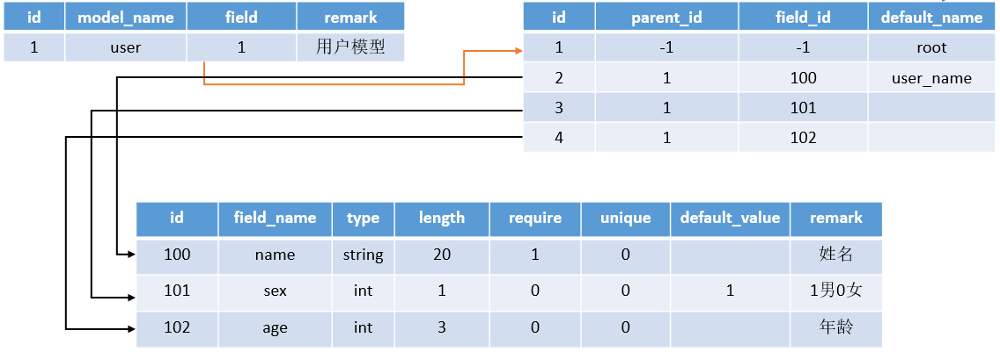 id model_name field remark
1 user 1 用户模型
id parent_id field_id default_name
1 -1 -1 root
2 1 100 user_name
3 1 101
4 1 102
id field_name type length require unique default_value remark
100 name string 20 1 0 姓名
101 sex int 1 0 0 1 1男0女
102 age int 3 0 0 年龄